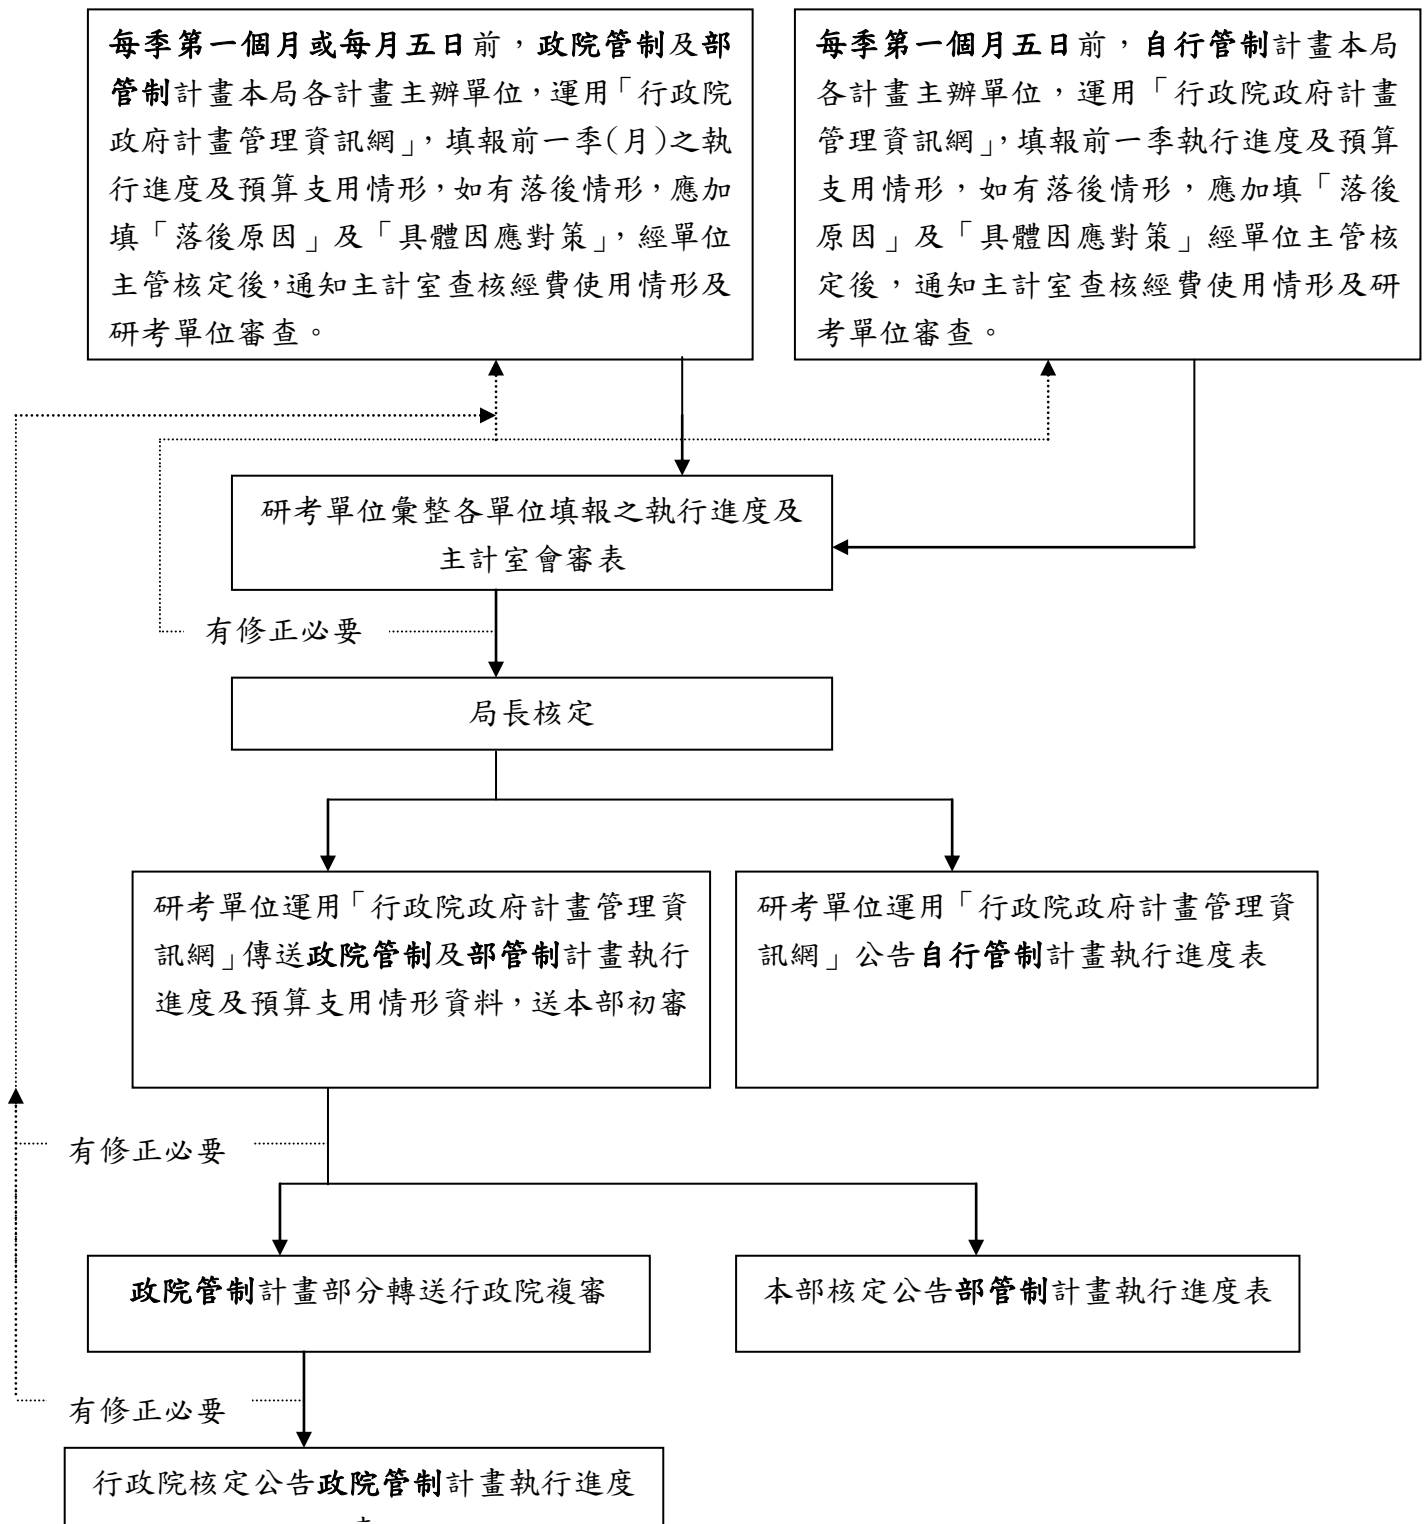 每季第一個月或每月五日前，政院管制及部
管制計畫本局各計畫主辦單位，運用「行政院
政府計畫管理資訊網」，填報前一季(月)之執
行進度及預算支用情形，如有落後情形，應加
填「落後原因」及「具體因應對策」，經單位
主管核定後，通知主計室查核經費使用情形及
研考單位審查。
每季第一個月五日前，自行管制計畫本局
各計畫主辦單位，運用「行政院政府計畫
管理資訊網」，填報前一季執行進度及預算
支用情形，如有落後情形，應加填「落後
原因」及「具體因應對策」經單位主管核
定後，通知主計室查核經費使用情形及研
考單位審查。
研考單位彙整各單位填報之執行進度及
主計室會審表
有修正必要
局長核定
研考單位運用「行政院政府計畫管理資
訊網」傳送政院管制及部管制計畫執行
進度及預算支用情形資料，送本部初審
研考單位運用「行政院政府計畫管理資
訊網」公告自行管制計畫執行進度表
有修正必要
政院管制計畫部分轉送行政院複審
本部核定公告部管制計畫執行進度表
有修正必要
行政院核定公告政院管制計畫執行進度